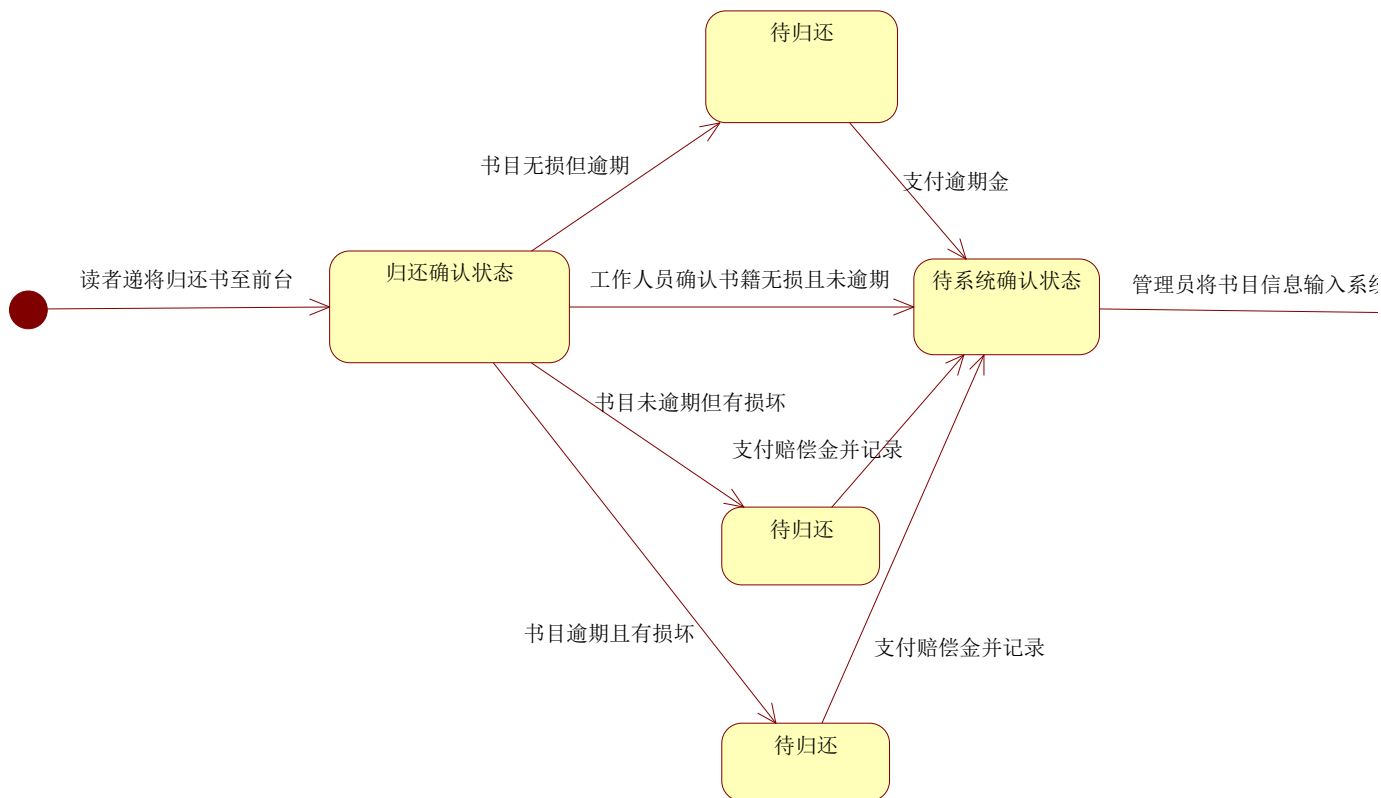 待归还
书目无损但逾期
支付逾期金
读者递将归还书至前台
归还确认状态
工作人员确认书籍无损且未逾期
待系统确认状态
管理员将书目信息输入系统
书目未逾期但有损坏
支付赔偿金并记录
待归还
书目逾期且有损坏
支付赔偿金并记录
待归还